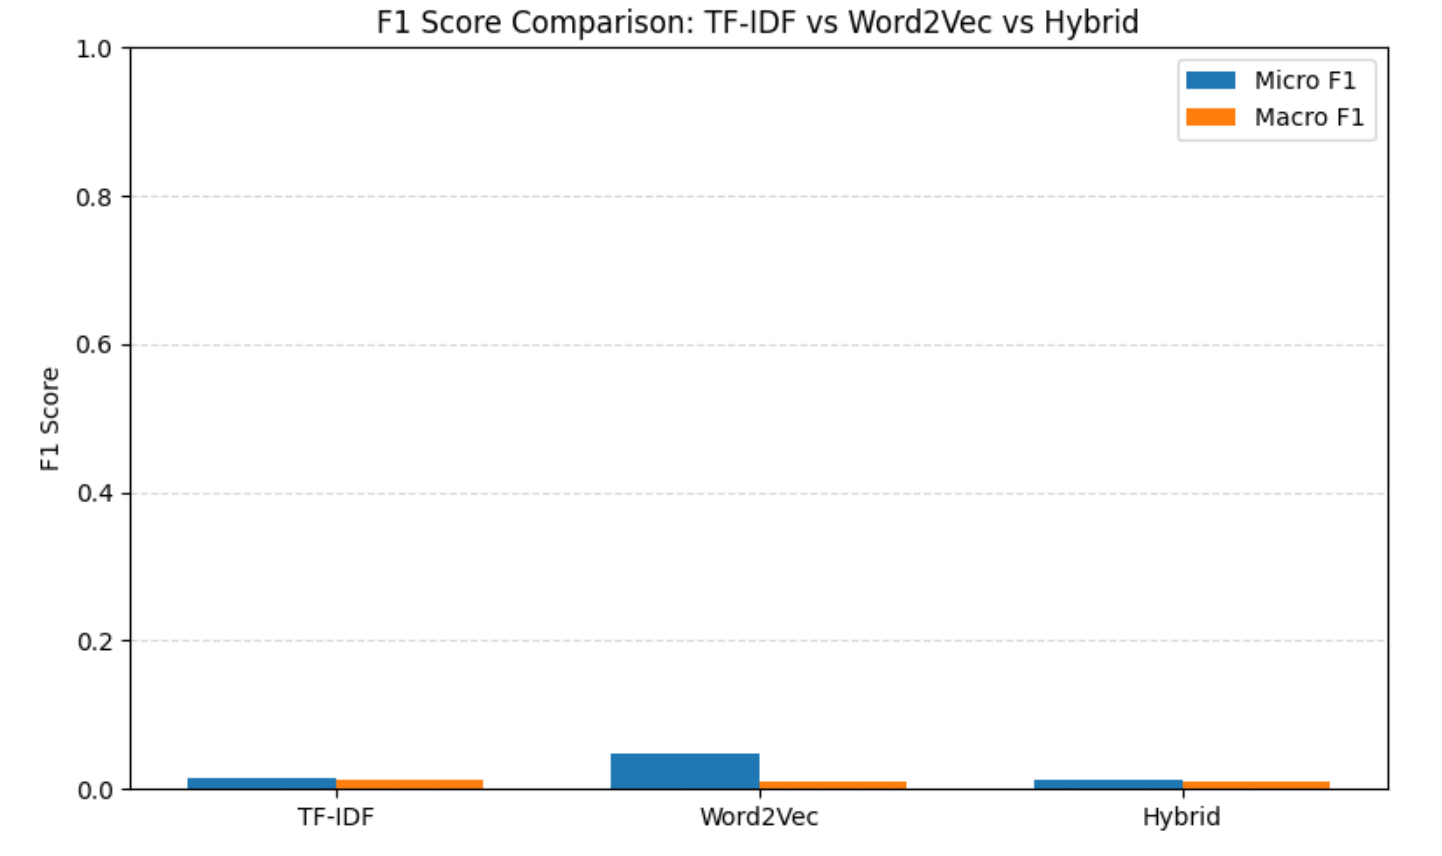 F1 Score Comparison: TF-IDF vs Word2Vec vs Hybrid
Micro F1
Macro F1
F1 Score
1.0
0.8
0.6
0.4
0.2
0.0
TF-IDF Word2Vec Hybrid